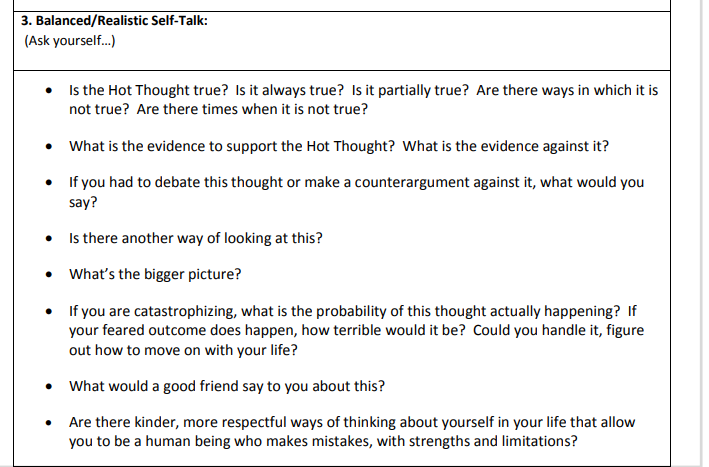 3. Balanced/Realistic Self-Talk:
(Ask yourself...)
• Is the Hot Thought true? Is it always true? Is it partially true? Are there ways in which it is
not true? Are there times when it is not true?
• What is the evidence to support the Hot Thought? What is the evidence against it?
• If you had to debate this thought or make a counterargument against it, what would you
say?
• Is there another way of looking at this?
• What's the bigger picture?
• If you are catastrophizing, what is the probability of this thought actually happening? If
your feared outcome does happen, how terrible would it be? Could you handle it, figure
out how to move on with your life?
• What would a good friend say to you about this?
• Are there kinder, more respectful ways of thinking about yourself in your life that allow
you to be a human being who makes mistakes, with strengths and limitations?